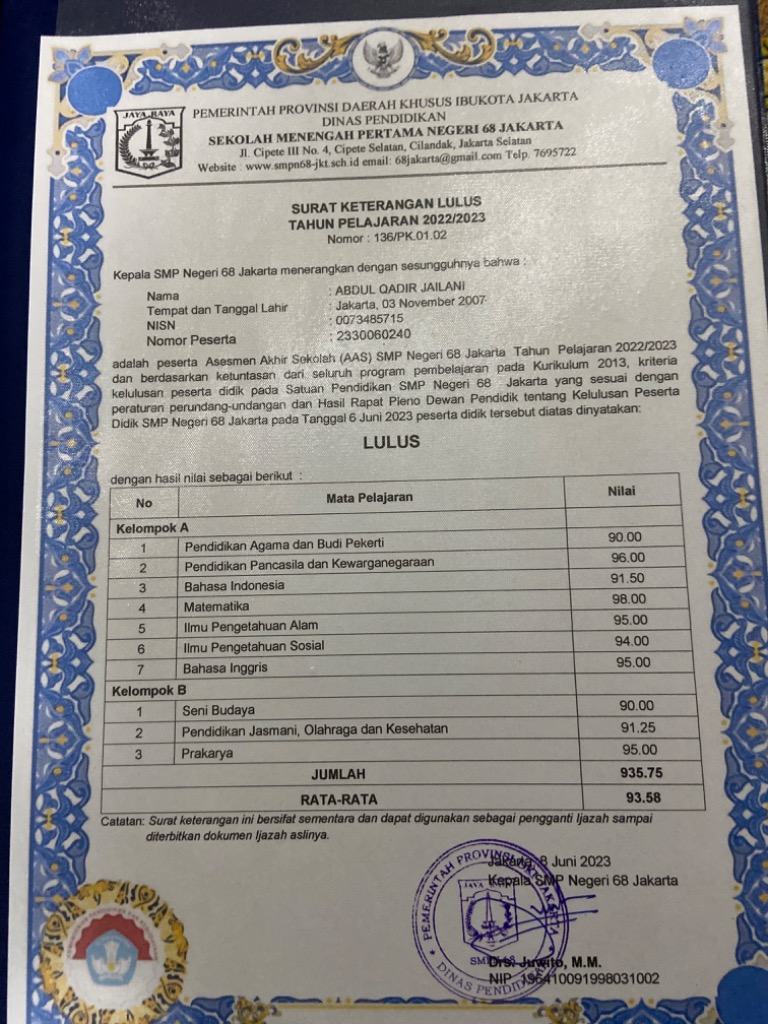 JAYA RAYA
PEMERINTAH PROVINSI DAERAH KHUSUS IBUKOTA JAKARTA
DINAS PENDIDIKAN
SEKOLAH MENENGAH PERTAMA NEGERI 68 JAKARTA
Jl. Cipete III No. 4, Cipete Selatan, Cilandak, Jakarta Selatan
Website : www.smpn68-jkt.sch.id email: 68jakarta@gmail.com Telp. 7695722
SURAT KETERANGAN LULUS
TAHUN PELAJARAN 2022/2023
Nomor : 136/PK.01.02
Kepala SMP Negeri 68 Jakarta menerangkan dengan sesungguhnya bahwa :
Nama : ABDUL QADIR JAILANI
Tempat dan Tanggal Lahir : Jakarta, 03 November 2007
NISN : 0073485715
Nomor Peserta : 2330060240
adalah peserta Asesmen Akhir Sekolah (AAS) SMP Negeri 68 Jakarta Tahun Pelajaran 2022/2023
dan berdasarkan ketuntasan dari seluruh program pembelajaran pada Kurikulum 2013, kriteria
kelulusan peserta didik pada Satuan Pendidikan SMP Negeri 68 Jakarta yang sesuai dengan
peraturan perundang-undangan dan Hasil Rapat Pleno Dewan Pendidik tentang Kelulusan Peserta
Didik SMP Negeri 68 Jakarta pada Tanggal 6 Juni 2023 peserta didik tersebut diatas dinyatakan:
LULUS
dengan hasil nilai sebagai berikut :
No Mata Pelajaran Nilai
Kelompok A
1 Pendidikan Agama dan Budi Pekerti 90.00
2 Pendidikan Pancasila dan Kewarganegaraan 96.00
3 Bahasa Indonesia 91.50
4 Matematika 98.00
5 Ilmu Pengetahuan Alam 95.00
6 Ilmu Pengetahuan Sosial 94.00
7 Bahasa Inggris 95.00
Kelompok B
1 Seni Budaya 90.00
2 Pendidikan Jasmani, Olahraga dan Kesehatan 91.25
3 Prakarya 95.00
JUMLAH 935.75
RATA-RATA 93.58
Catatan: Surat keterangan ini bersifat sementara dan dapat digunakan sebagai pengganti Ijazah sampai
diterbitkan dokumen Ijazah aslinya.
Jakarta, 8 Juni 2023
Kepala SMP Negeri 68 Jakarta
PEMERINTAH PROVINSI DKI JAKARTA
JAYA
DINAS PENDIDIKAN
Drs. Juwito, M.M.
NIP. 196410091998031002